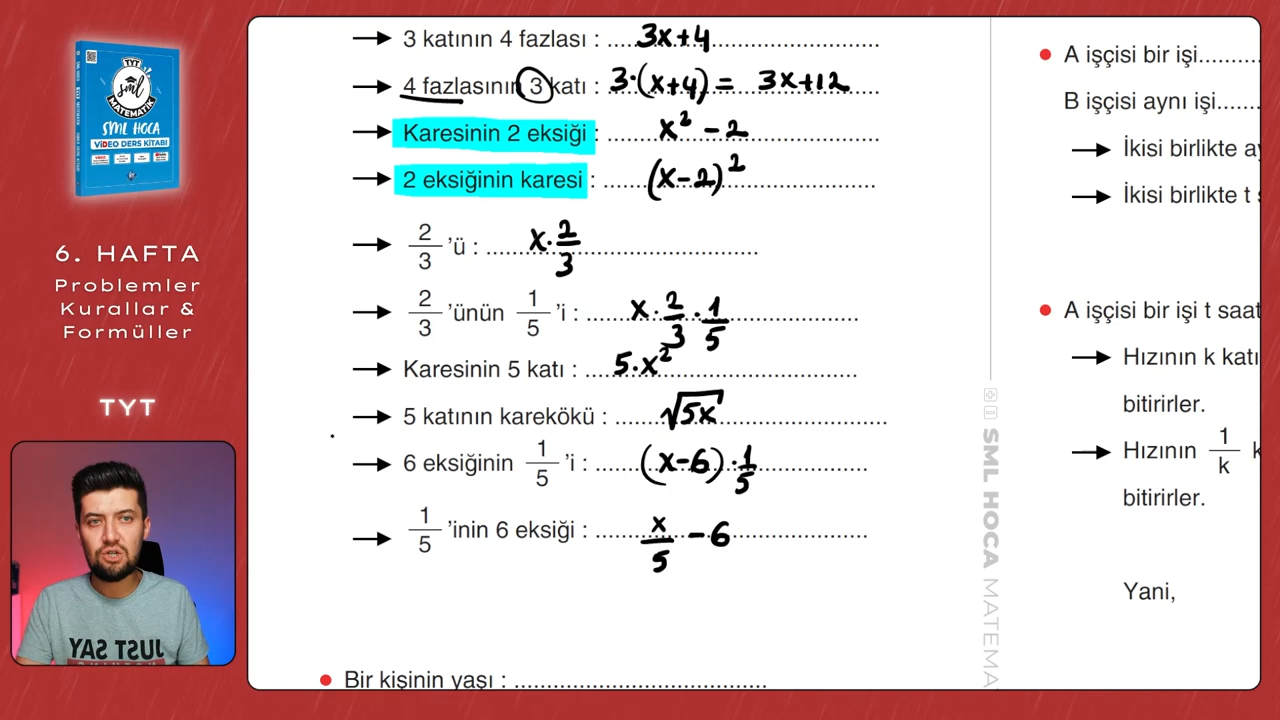 TYT
sml
MATEMATİK
SML HOCA
VİDEO DERS KİTABI
6. HAFTA
Problemler
Kurallar &
Formüller
TYT
JUST SAY
3 katının 4 fazlası : 3x+4
4 fazlasının 3 katı : 3·(x+4) = 3x+12
Karesinin 2 eksiği : x² - 2
2 eksiğinin karesi : (x-2)²
2/3 'ü : x·2/3
2/3 'ünün 1/5 'i : x·2/3·1/5
Karesinin 5 katı : 5·x²
5 katının karekökü : √5x
6 eksiğinin 1/5 'i : (x-6)·1/5
1/5 'inin 6 eksiği : x/5 - 6
Bir kişinin yaşı :
SML HOCA MATEMA
A işçisi bir işi
B işçisi aynı işi
İkisi birlikte a
İkisi birlikte t s
A işçisi bir işi t saat
Hızının k katı
bitirirler.
Hızının 1/k k
bitirirler.
Yani,